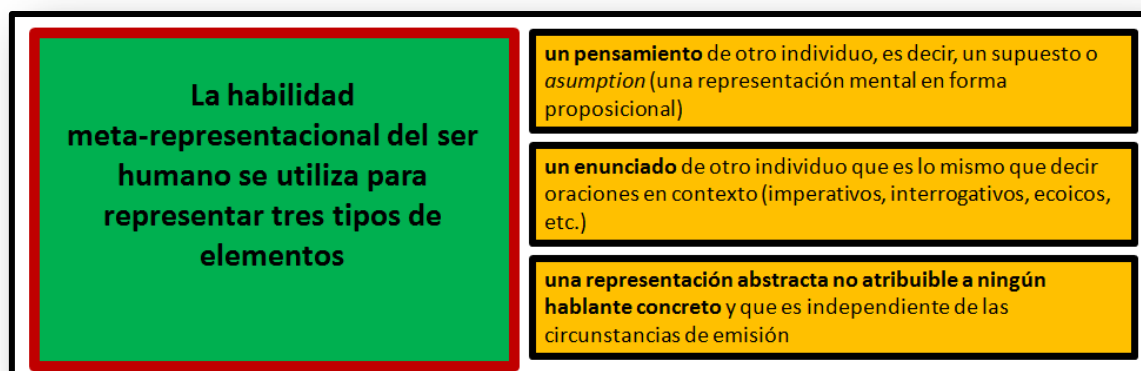 La habilidad
meta-representacional del ser
humano se utiliza para
representar tres tipos de
elementos
un pensamiento de otro individuo, es decir, un supuesto o
asumption (una representación mental en forma
proposicional)
un enunciado de otro individuo que es lo mismo que decir
oraciones en contexto (imperativos, interrogativos, ecoicos,
etc.)
una representación abstracta no atribuible a ningún
hablante concreto y que es independiente de las
circunstancias de emisión